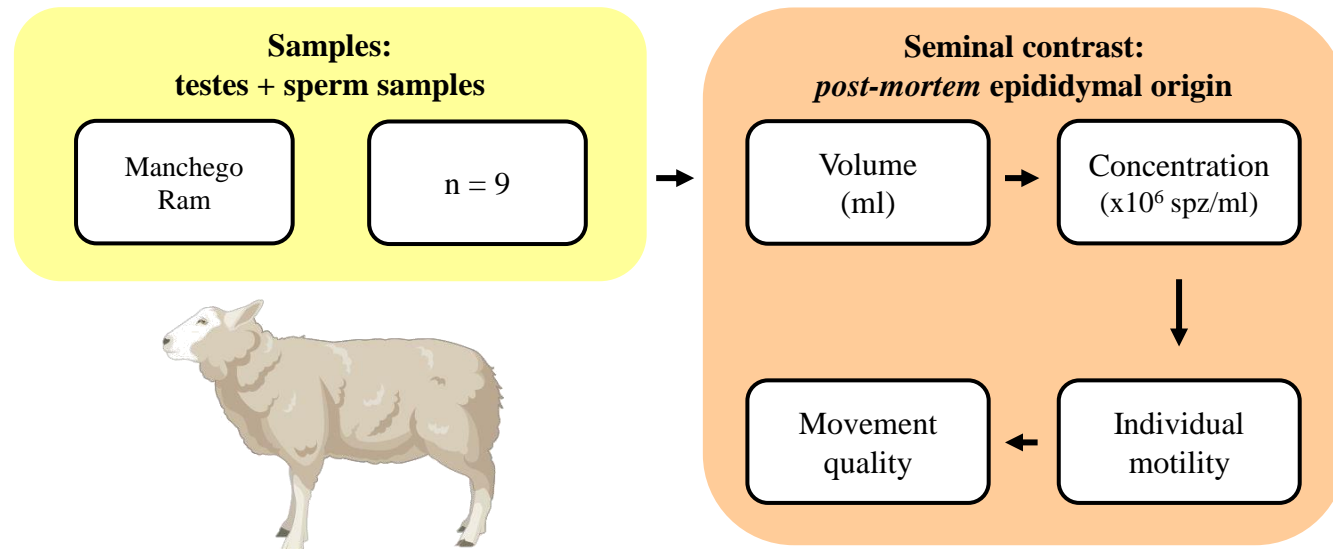 Samples:
testes + sperm samples
Manchego
Ram
n = 9
Seminal contrast:
post-mortem epididymal origin
Volume
(ml)
Concentration
(x10⁶ spz/ml)
Movement
quality
Individual
motility